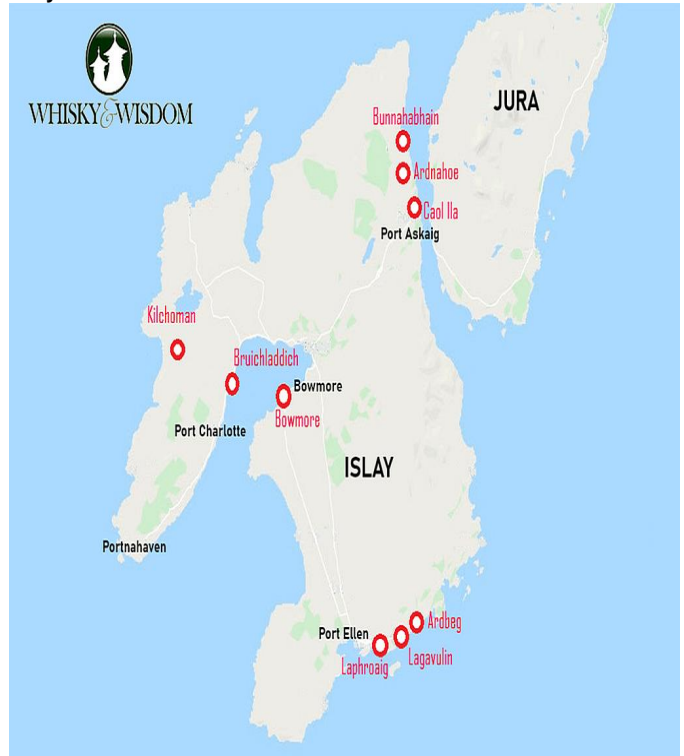 WHISKY & WISDOM
JURA
Bunnahabhain
Ardnahoe
Caol Ila
Port Askaig
Kilchoman
Bruichladdich
Bowmore
Bowmore
Port Charlotte
ISLAY
Portnahaven
Port Ellen
Ardbeg
Lagavulin
Laphroaig